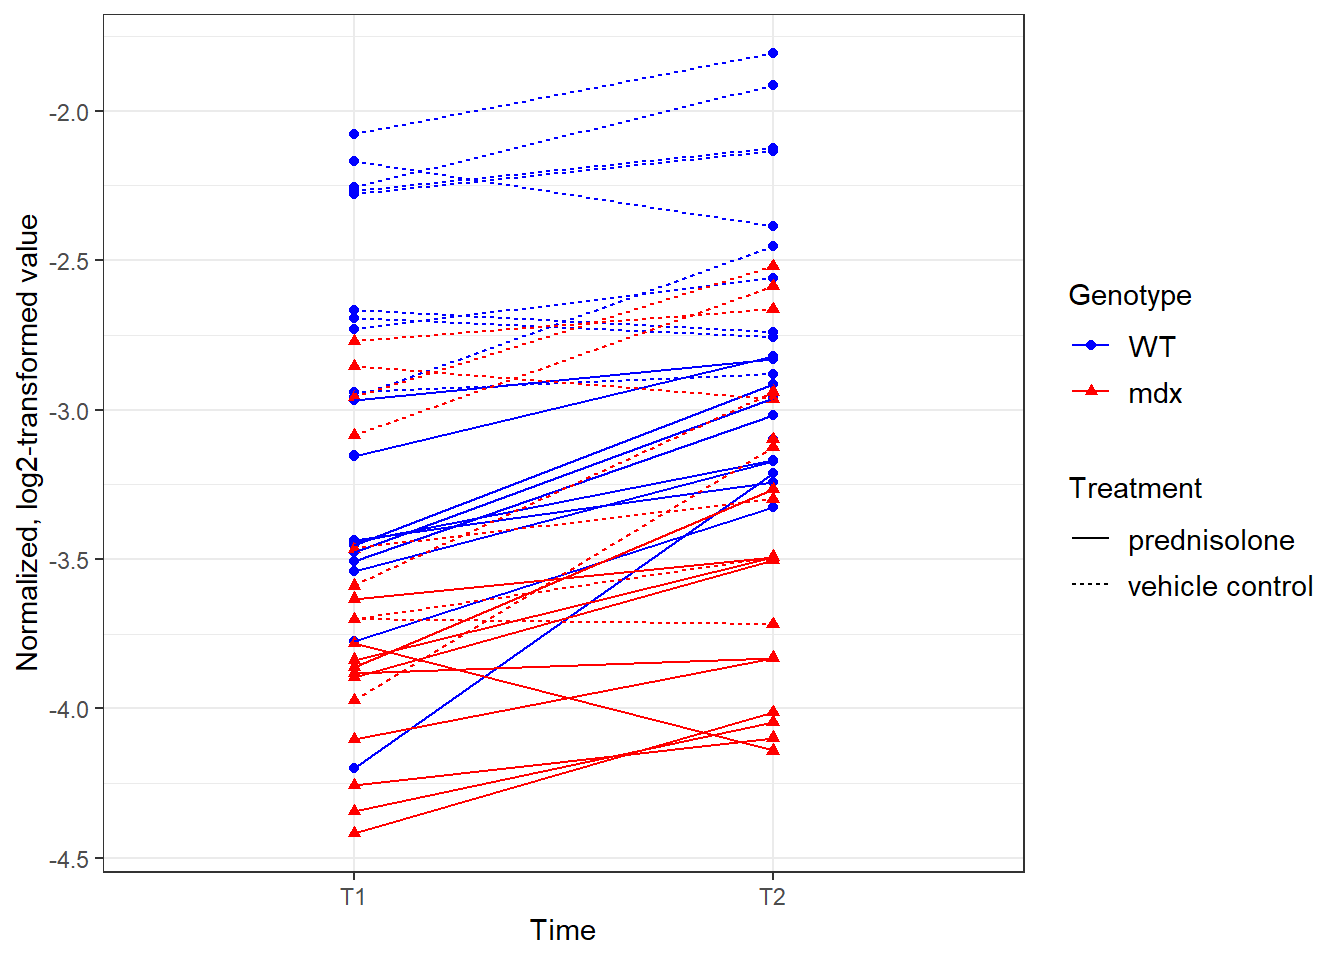 Normalized, log2-transformed value
-2.0
-2.5
-3.0
-3.5
-4.0
-4.5
T1
T2
Time
Genotype
WT
mdx
Treatment
prednisolone
vehicle control